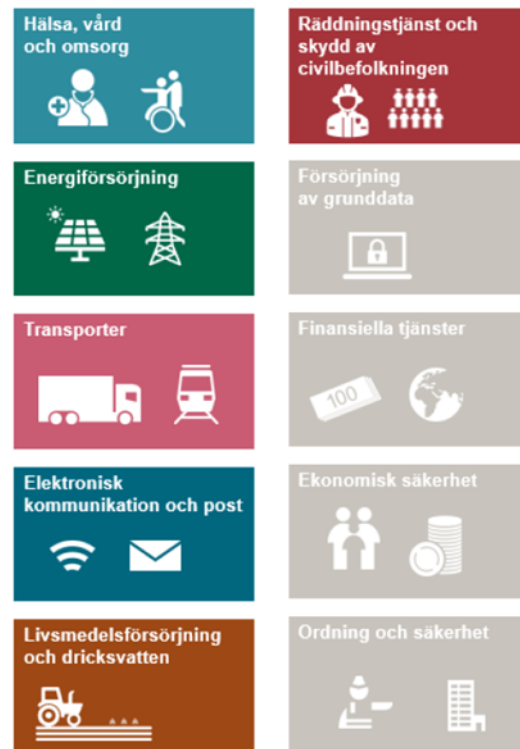 Hälsa, vård
och omsorg
Räddningstjänst och
skydd av
civilbefolkningen
Energiförsörjning
Försörjning
av grunddata
Transporter
Finansiella tjänster
100
Elektronisk
kommunikation och post
Ekonomisk säkerhet
Livsmedelsförsörjning
och dricksvatten
Ordning och säkerhet